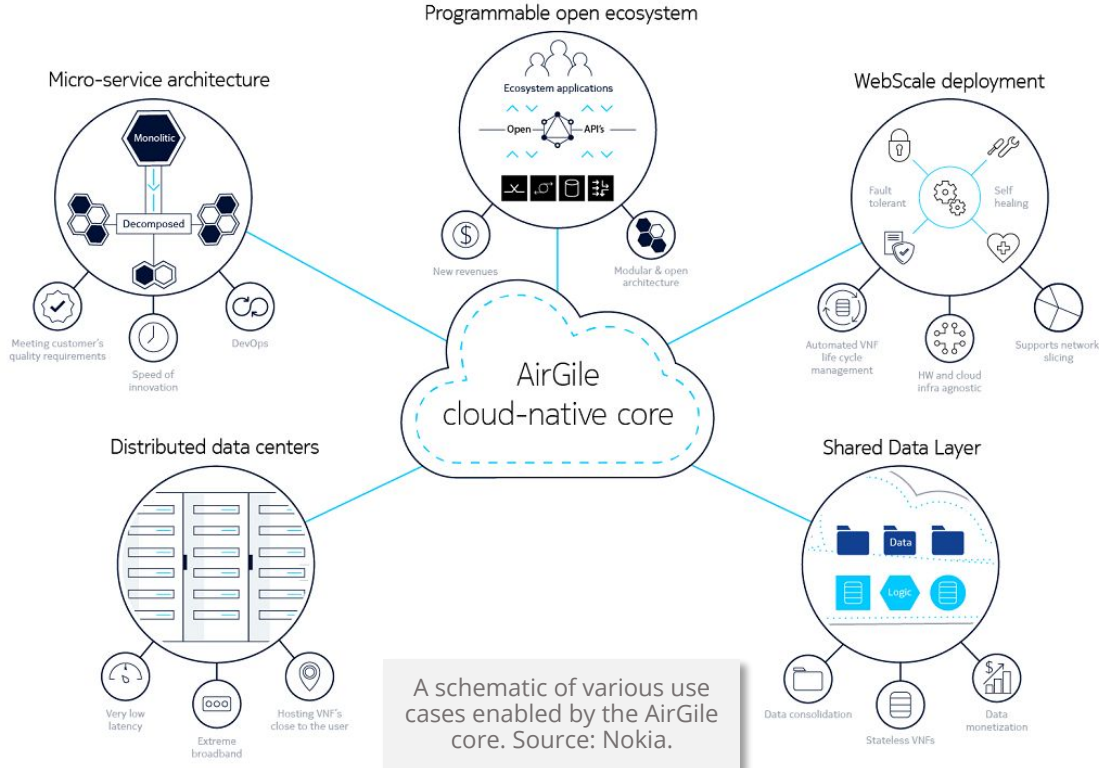 Programmable open ecosystem
Micro-service architecture
WebScale deployment
Monolitic
Decomposed
Meeting customer's
quality requirements
Speed of
innovation
DevOps
Ecosystem applications
Open
API's
New revenues
Modular & open
architecture
Fault
tolerant
Self
healing
Automated VNF
life cycle
management
HW and cloud
infra agnostic
Supports network
slicing
AirGile
cloud-native core
Distributed data centers
Very low
latency
Extreme
broadband
Hosting VNF's
close to the user
Shared Data Layer
Data
Logic
Data consolidation
Stateless VNFs
Data
monetization
A schematic of various use
cases enabled by the AirGile
core. Source: Nokia.